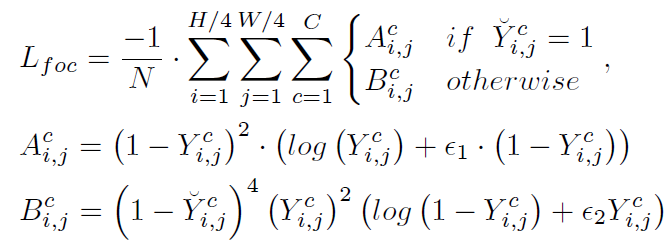 L_{foc} = \frac{-1}{N} \cdot \sum_{i=1}^{H/4} \sum_{j=1}^{W/4} \sum_{c=1}^{C} \begin{cases} A_{i,j}^{c} & if \ \breve{Y}_{i,j}^{c} = 1 \\ B_{i,j}^{c} & otherwise \end{cases},
A_{i,j}^{c} = \left(1 - Y_{i,j}^{c}\right)^{2} \cdot \left(log\left(Y_{i,j}^{c}\right) + \epsilon_{1} \cdot \left(1 - Y_{i,j}^{c}\right)\right)
B_{i,j}^{c} = \left(1 - \breve{Y}_{i,j}^{c}\right)^{4} \left(Y_{i,j}^{c}\right)^{2} \left(log\left(1 - Y_{i,j}^{c}\right) + \epsilon_{2} Y_{i,j}^{c}\right)